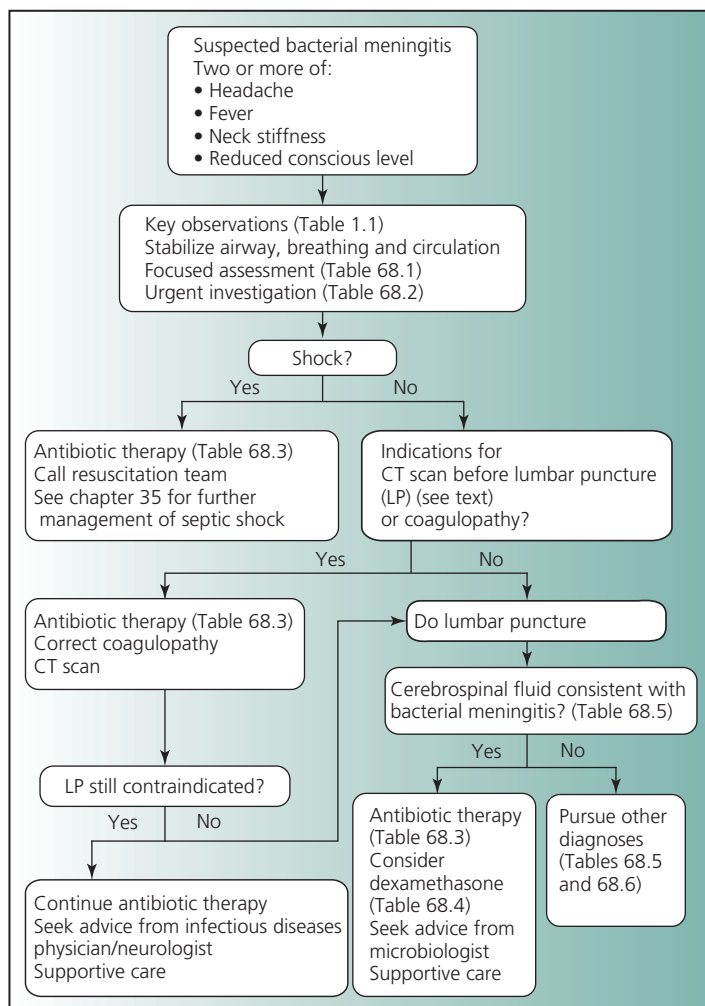 Suspected bacterial meningitis
Two or more of:
• Headache
• Fever
• Neck stiffness
• Reduced conscious level
Key observations (Table 1.1)
Stabilize airway, breathing and circulation
Focused assessment (Table 68.1)
Urgent investigation (Table 68.2)
Shock?
Yes
No
Antibiotic therapy (Table 68.3)
Call resuscitation team
See chapter 35 for further
management of septic shock
Indications for
CT scan before lumbar puncture
(LP) (see text)
or coagulopathy?
Yes
No
Antibiotic therapy (Table 68.3)
Correct coagulopathy
CT scan
Do lumbar puncture
Cerebrospinal fluid consistent with
bacterial meningitis? (Table 68.5)
Yes
No
LP still contraindicated?
Yes
No
Antibiotic therapy
(Table 68.3)
Consider
dexamethasone
(Table 68.4)
Seek advice from
microbiologist
Supportive care
Pursue other
diagnoses
(Tables 68.5
and 68.6)
Continue antibiotic therapy
Seek advice from infectious diseases
physician/neurologist
Supportive care